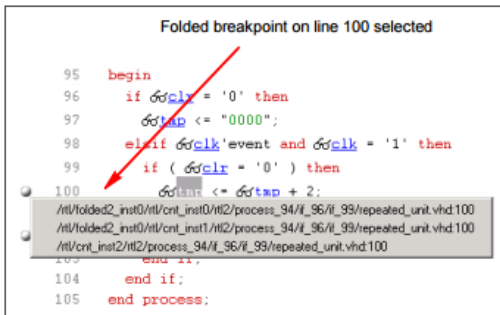 Folded breakpoint on line 100 selected
95 begin
96 if clr = '0' then
97 tmp <= "0000";
98 elsif clk'event and clk = '1' then
99 if ( clr = '0' ) then
100 tmp <= tmp + 2;
/rtl/folded2_inst0/rtl/cnt_inst0/rtl2/process_94/if_96/if_99/repeated_unit.vhd:100
/rtl/folded2_inst0/rtl/cnt_inst1/rtl2/process_94/if_96/if_99/repeated_unit.vhd:100
/rtl/cnt_inst2/rtl2/process_94/if_96/if_99/repeated_unit.vhd:100
103 end if;
104 end if;
105 end process;